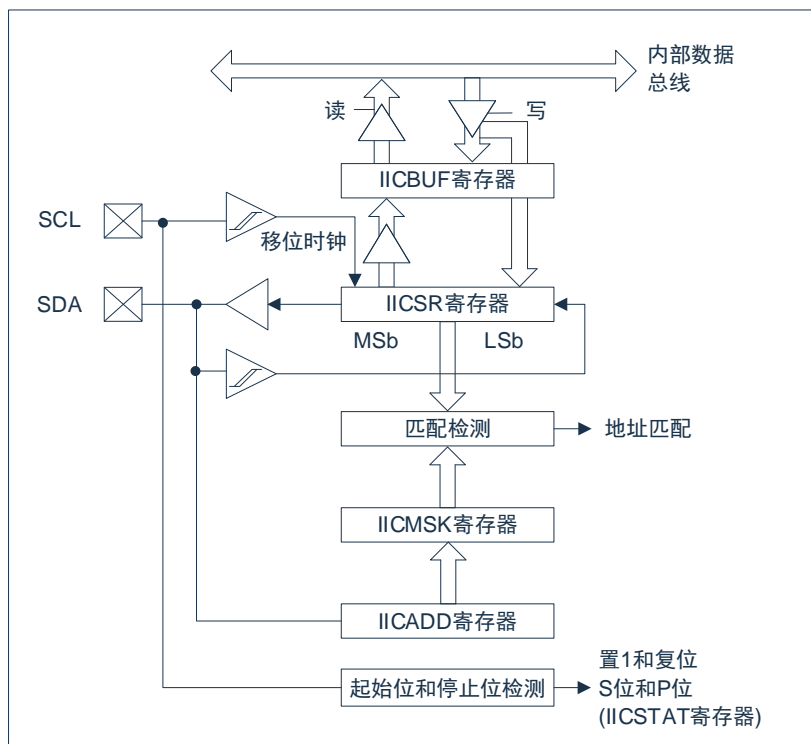 内部数据
总线
读
写
IICBUF寄存器
SCL
移位时钟
SDA
IICSR寄存器
MSb
LSb
匹配检测
地址匹配
IICMSK寄存器
IICADD寄存器
起始位和停止位检测
置1和复位
S位和P位
(IICSTAT寄存器)